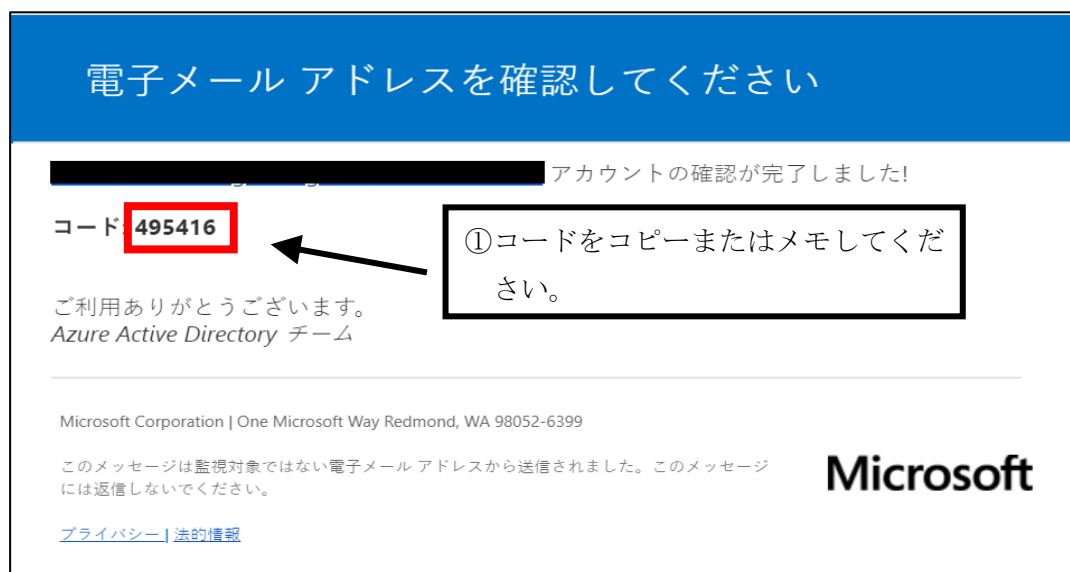 電子メール アドレスを確認してください
アカウントの確認が完了しました!
コード: 495416
①コードをコピーまたはメモしてくだ
さい。
ご利用ありがとうございます。
Azure Active Directory チーム
Microsoft Corporation | One Microsoft Way Redmond, WA 98052-6399
このメッセージは監視対象ではない電子メール アドレスから送信されました。このメッセージ
には返信しないでください。
Microsoft
プライバシー | 法的情報